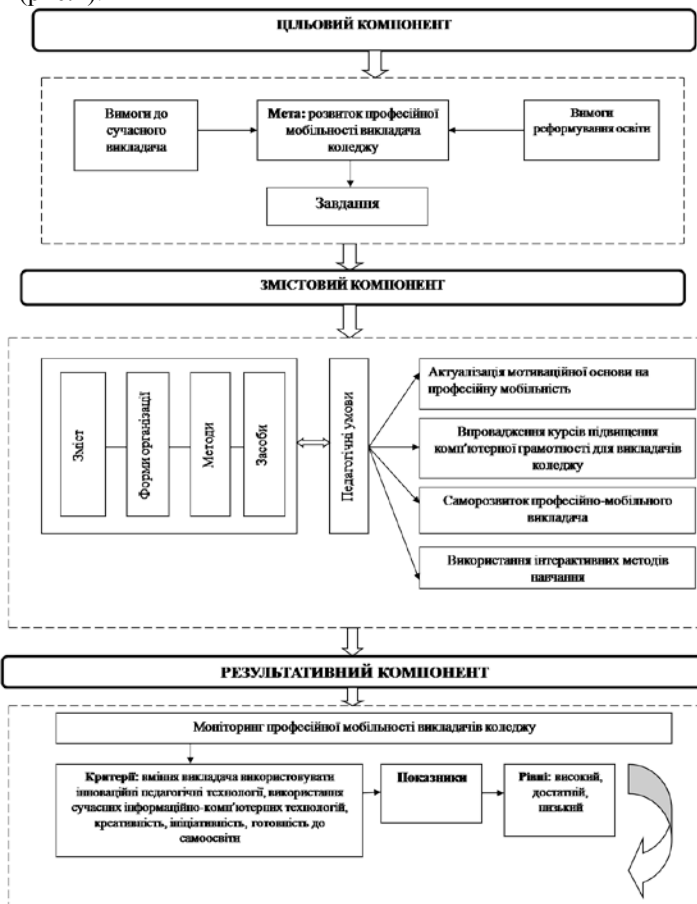 ЦІЛЬОВИЙ КОМПОНЕНТ
Вимоги до
сучасного
викладача
Мета: розвиток професійної
мобільності викладача
коледжу
Вимоги
реформування освіти
Завдання
ЗМІСТОВИЙ КОМПОНЕНТ
Зміст
Форми організації
Методи
Засоби
Педагогічні умови
Актуалізація мотиваційної основи на
професійну мобільність
Впровадження курсів підвищення
комп'ютерної грамотності для викладачів
коледжу
Саморозвиток професійно-мобільного
викладача
Використання інтерактивних методів
навчання
РЕЗУЛЬТАТИВНИЙ КОМПОНЕНТ
Моніторинг професійної мобільності викладачів коледжу
Критерії: вміння викладача використовувати
інноваційні педагогічні технології, використання
сучасних інформаційно-комп'ютерних технологій,
креативність, ініціативність, готовність до
самоосвіти
Показники
Рівні: високий,
достатній,
низький